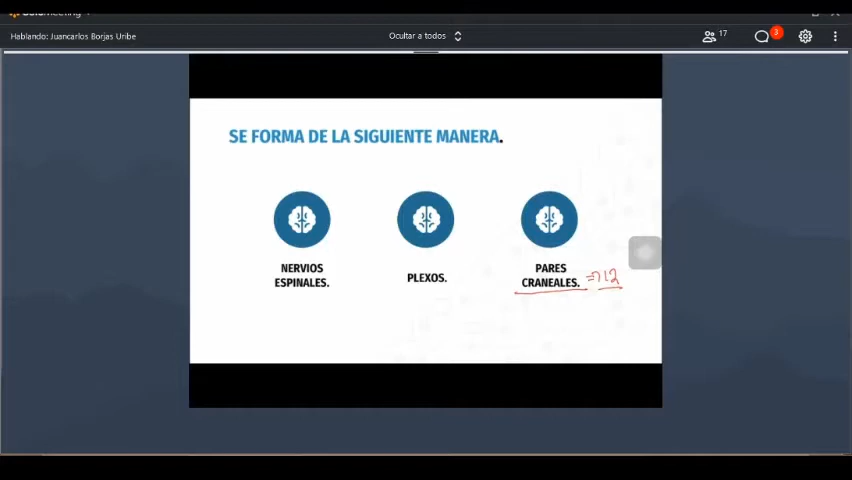 GoToMeeting
Hablando: Juancarlos Borjas Uribe
Ocultar a todos
17
3
SE FORMA DE LA SIGUIENTE MANERA.
NERVIOS
ESPINALES.
PLEXOS.
PARES
CRANEALES. => 12